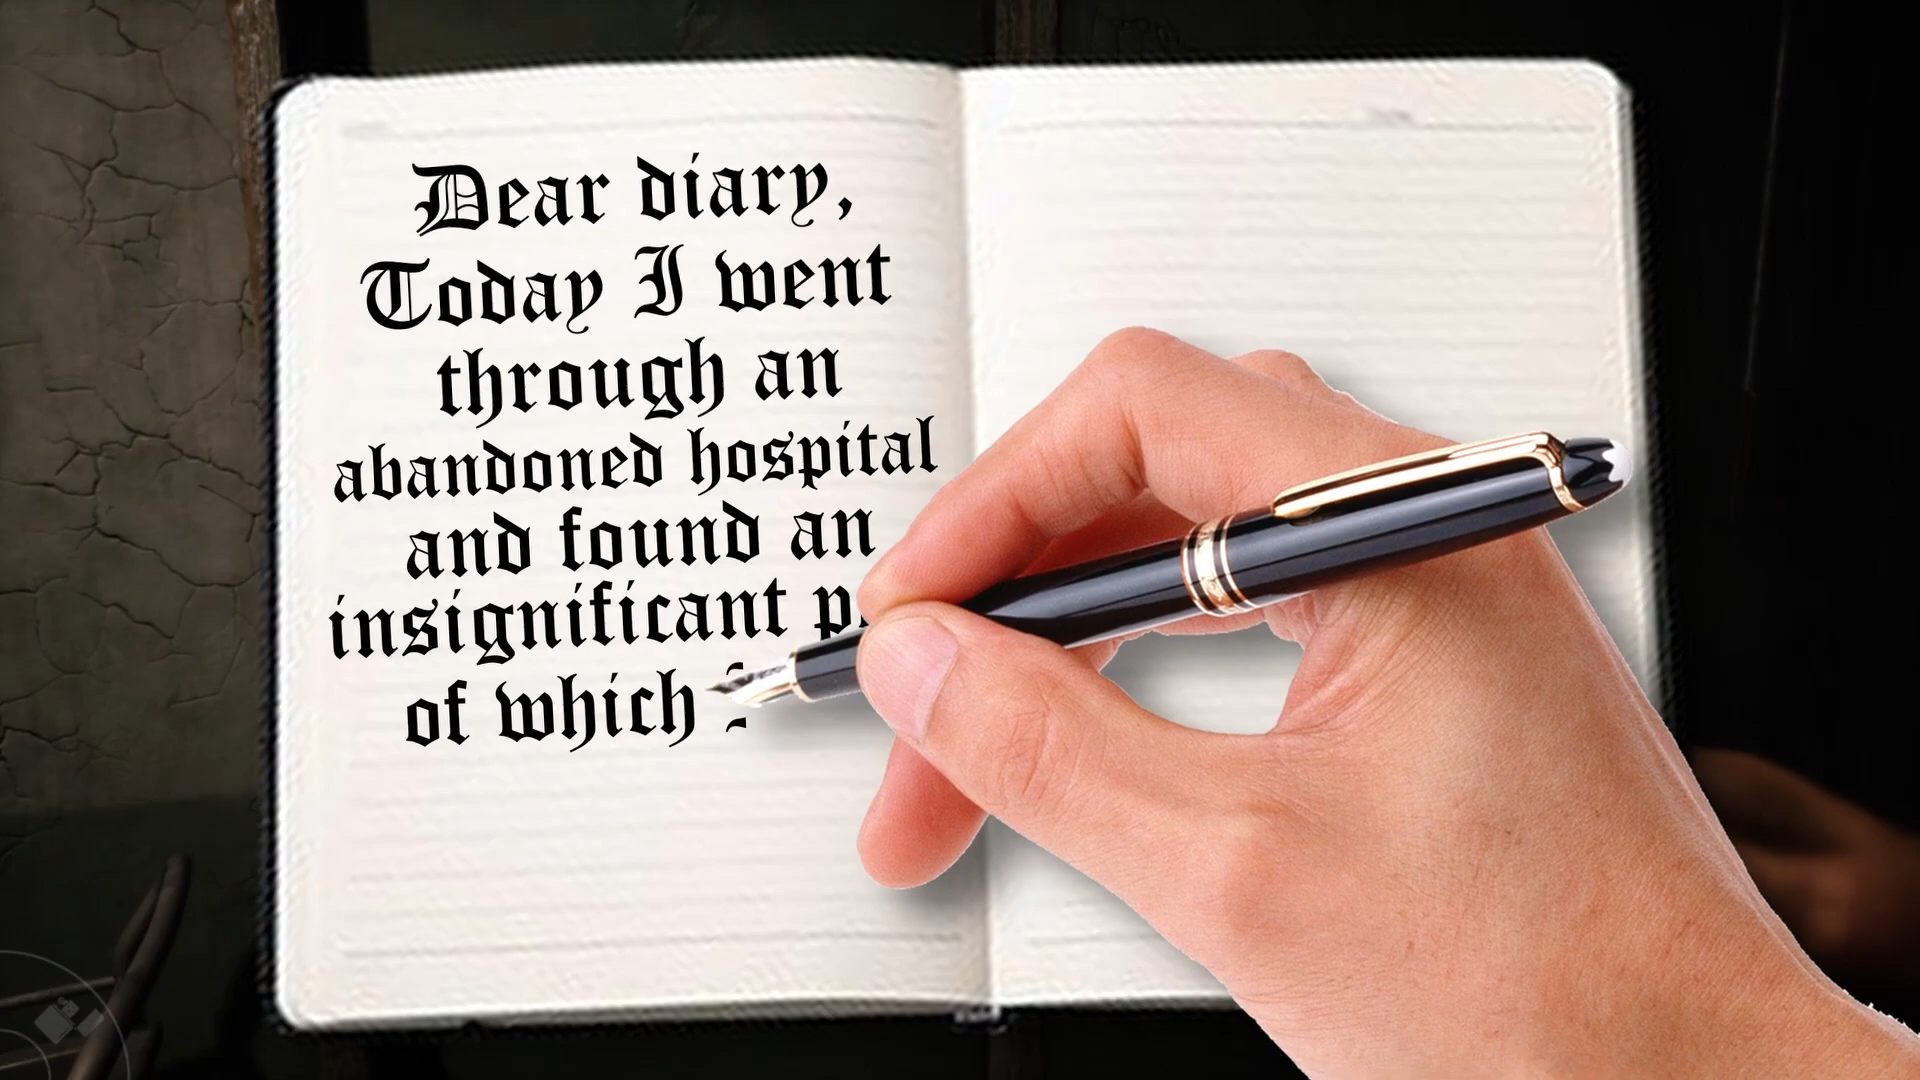 Dear diary,
Today I went
through an
abandoned hospital
and found an
insignificant
of which